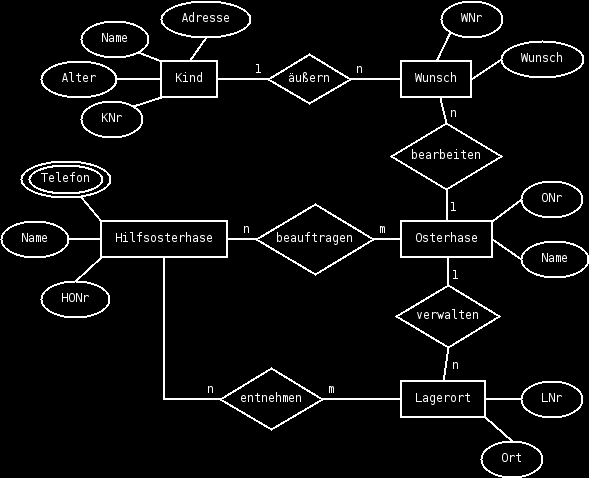 Adresse
WNr
Name
Wunsch
Alter
Kind
1
äußern
n
Wunsch
KNr
n
bearbeiten
Telefon
ONr
1
Name
Hilfsosterhase
n
beauftragen
m
Osterhase
Name
1
HONr
verwalten
n
n
entnehmen
m
Lagerort
LNr
Ort